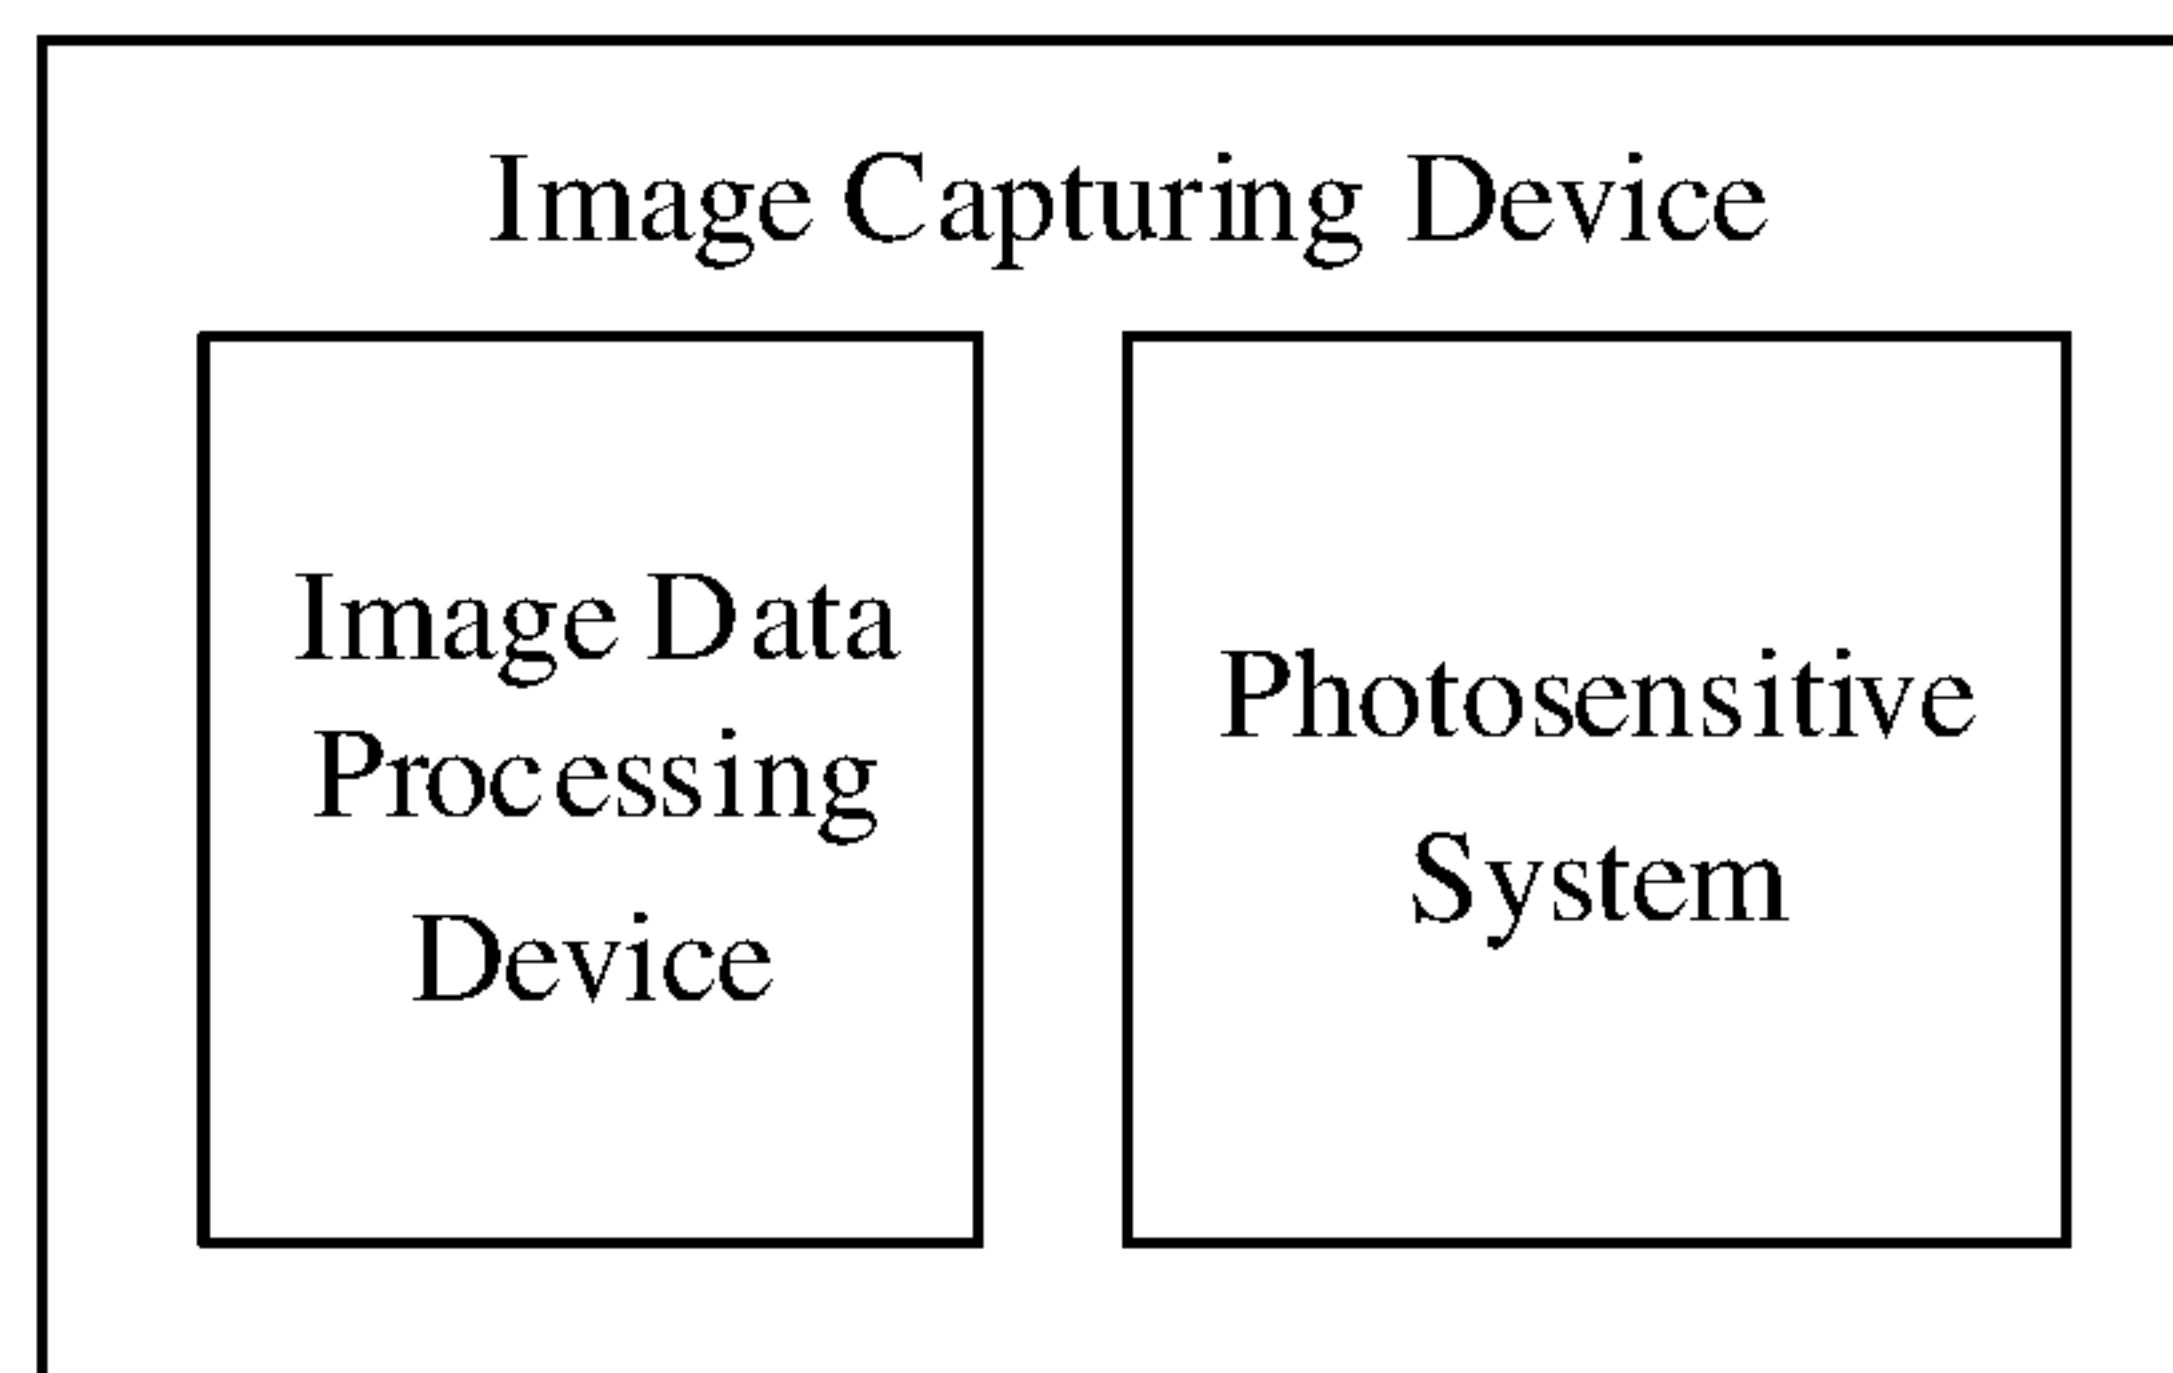 Image Capturing Device
Image Data
Processing
Device
Photosensitive
System